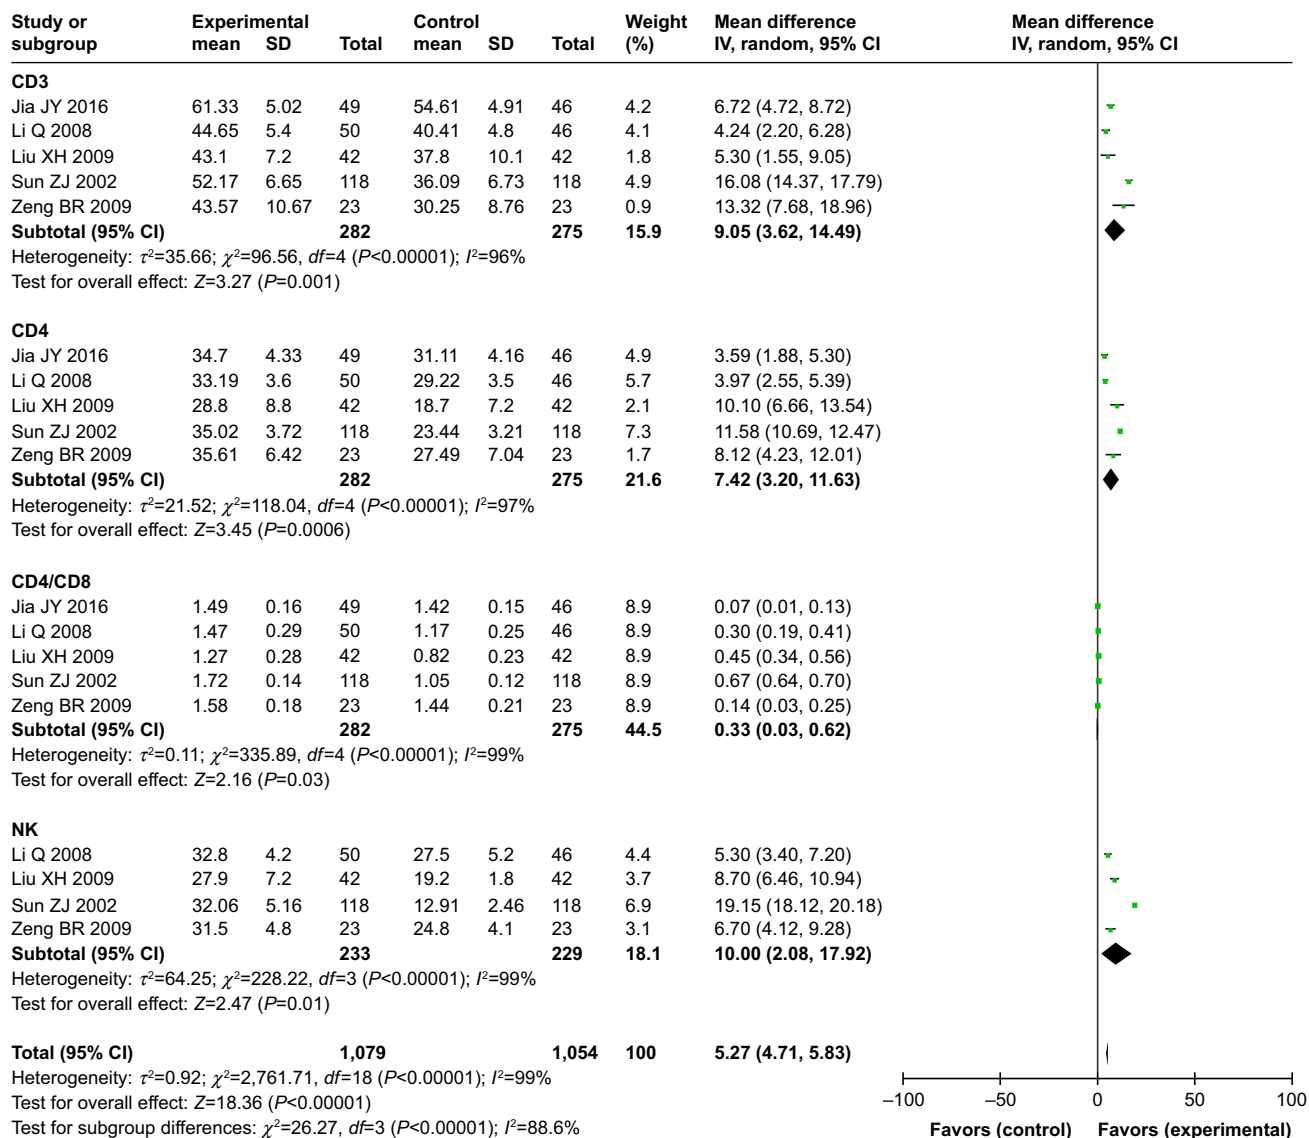 Study or Experimental Control Weight Mean difference Mean difference
subgroup mean SD Total mean SD Total (%) IV, random, 95% CI IV, random, 95% CI
CD3
Jia JY 2016 61.33 5.02 49 54.61 4.91 46 4.2 6.72 (4.72, 8.72)
Li Q 2008 44.65 5.4 50 40.41 4.8 46 4.1 4.24 (2.20, 6.28)
Liu XH 2009 43.1 7.2 42 37.8 10.1 42 1.8 5.30 (1.55, 9.05)
Sun ZJ 2002 52.17 6.65 118 36.09 6.73 118 4.9 16.08 (14.37, 17.79)
Zeng BR 2009 43.57 10.67 23 30.25 8.76 23 0.9 13.32 (7.68, 18.96)
Subtotal (95% CI) 282 275 15.9 9.05 (3.62, 14.49)
Heterogeneity: τ²=35.66; χ²=96.56, df=4 (P<0.00001); I²=96%
Test for overall effect: Z=3.27 (P=0.001)
CD4
Jia JY 2016 34.7 4.33 49 31.11 4.16 46 4.9 3.59 (1.88, 5.30)
Li Q 2008 33.19 3.6 50 29.22 3.5 46 5.7 3.97 (2.55, 5.39)
Liu XH 2009 28.8 8.8 42 18.7 7.2 42 2.1 10.10 (6.66, 13.54)
Sun ZJ 2002 35.02 3.72 118 23.44 3.21 118 7.3 11.58 (10.69, 12.47)
Zeng BR 2009 35.61 6.42 23 27.49 7.04 23 1.7 8.12 (4.23, 12.01)
Subtotal (95% CI) 282 275 21.6 7.42 (3.20, 11.63)
Heterogeneity: τ²=21.52; χ²=118.04, df=4 (P<0.00001); I²=97%
Test for overall effect: Z=3.45 (P=0.0006)
CD4/CD8
Jia JY 2016 1.49 0.16 49 1.42 0.15 46 8.9 0.07 (0.01, 0.13)
Li Q 2008 1.47 0.29 50 1.17 0.25 46 8.9 0.30 (0.19, 0.41)
Liu XH 2009 1.27 0.28 42 0.82 0.23 42 8.9 0.45 (0.34, 0.56)
Sun ZJ 2002 1.72 0.14 118 1.05 0.12 118 8.9 0.67 (0.64, 0.70)
Zeng BR 2009 1.58 0.18 23 1.44 0.21 23 8.9 0.14 (0.03, 0.25)
Subtotal (95% CI) 282 275 44.5 0.33 (0.03, 0.62)
Heterogeneity: τ²=0.11; χ²=335.89, df=4 (P<0.00001); I²=99%
Test for overall effect: Z=2.16 (P=0.03)
NK
Li Q 2008 32.8 4.2 50 27.5 5.2 46 4.4 5.30 (3.40, 7.20)
Liu XH 2009 27.9 7.2 42 19.2 1.8 42 3.7 8.70 (6.46, 10.94)
Sun ZJ 2002 32.06 5.16 118 12.91 2.46 118 6.9 19.15 (18.12, 20.18)
Zeng BR 2009 31.5 4.8 23 24.8 4.1 23 3.1 6.70 (4.12, 9.28)
Subtotal (95% CI) 233 229 18.1 10.00 (2.08, 17.92)
Heterogeneity: τ²=64.25; χ²=228.22, df=3 (P<0.00001); I²=99%
Test for overall effect: Z=2.47 (P=0.01)
Total (95% CI) 1,079 1,054 100 5.27 (4.71, 5.83)
Heterogeneity: τ²=0.92; χ²=2,761.71, df=18 (P<0.00001); I²=99%
Test for overall effect: Z=18.36 (P<0.00001)
Test for subgroup differences: χ²=26.27, df=3 (P<0.00001); I²=88.6%
–100 –50 0 50 100
Favors (control) Favors (experimental)